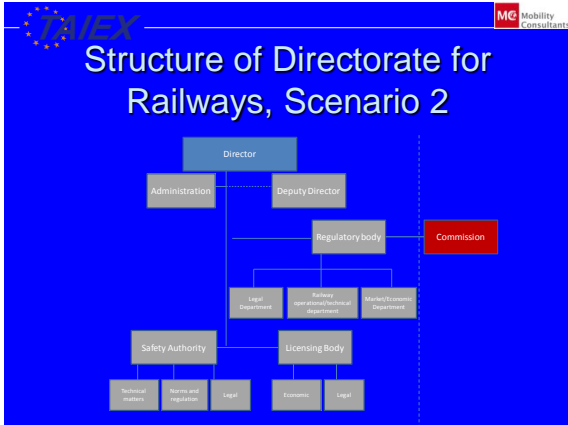 TAIEX
MC Mobility
Consultants
Structure of Directorate for
Railways, Scenario 2
Director
Administration
Deputy Director
Regulatory body
Commission
Legal
Department
Railway
operational/technical
department
Market/Economic
Department
Safety Authority
Licensing Body
Technical
matters
Norms and
regulation
Legal
Economic
Legal